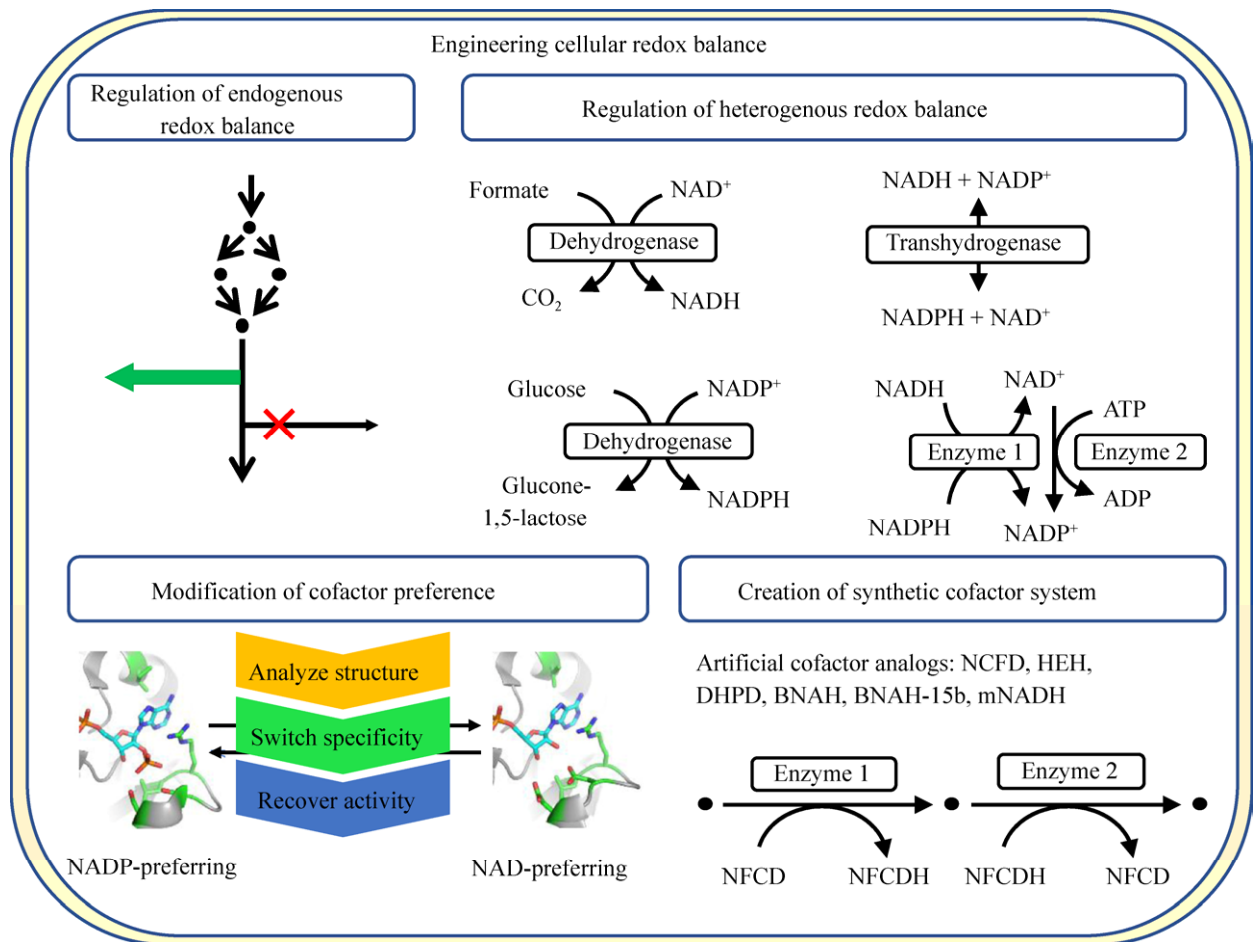 Engineering cellular redox balance
Regulation of endogenous
redox balance
Regulation of heterogenous redox balance
Formate
NAD⁺
Dehydrogenase
CO₂
NADH
NADH + NADP⁺
Transhydrogenase
NADPH + NAD⁺
Glucose
NADP⁺
Dehydrogenase
Glucone-
1,5-lactose
NADPH
NADH
NAD⁺
ATP
Enzyme 1
Enzyme 2
ADP
NADPH
NADP⁺
Modification of cofactor preference
Analyze structure
Switch specificity
Recover activity
NADP-preferring
NAD-preferring
Creation of synthetic cofactor system
Artificial cofactor analogs: NCFD, HEH,
DHPD, BNAH, BNAH-15b, mNADH
Enzyme 1
Enzyme 2
NFCD
NFCDH
NFCDH
NFCD